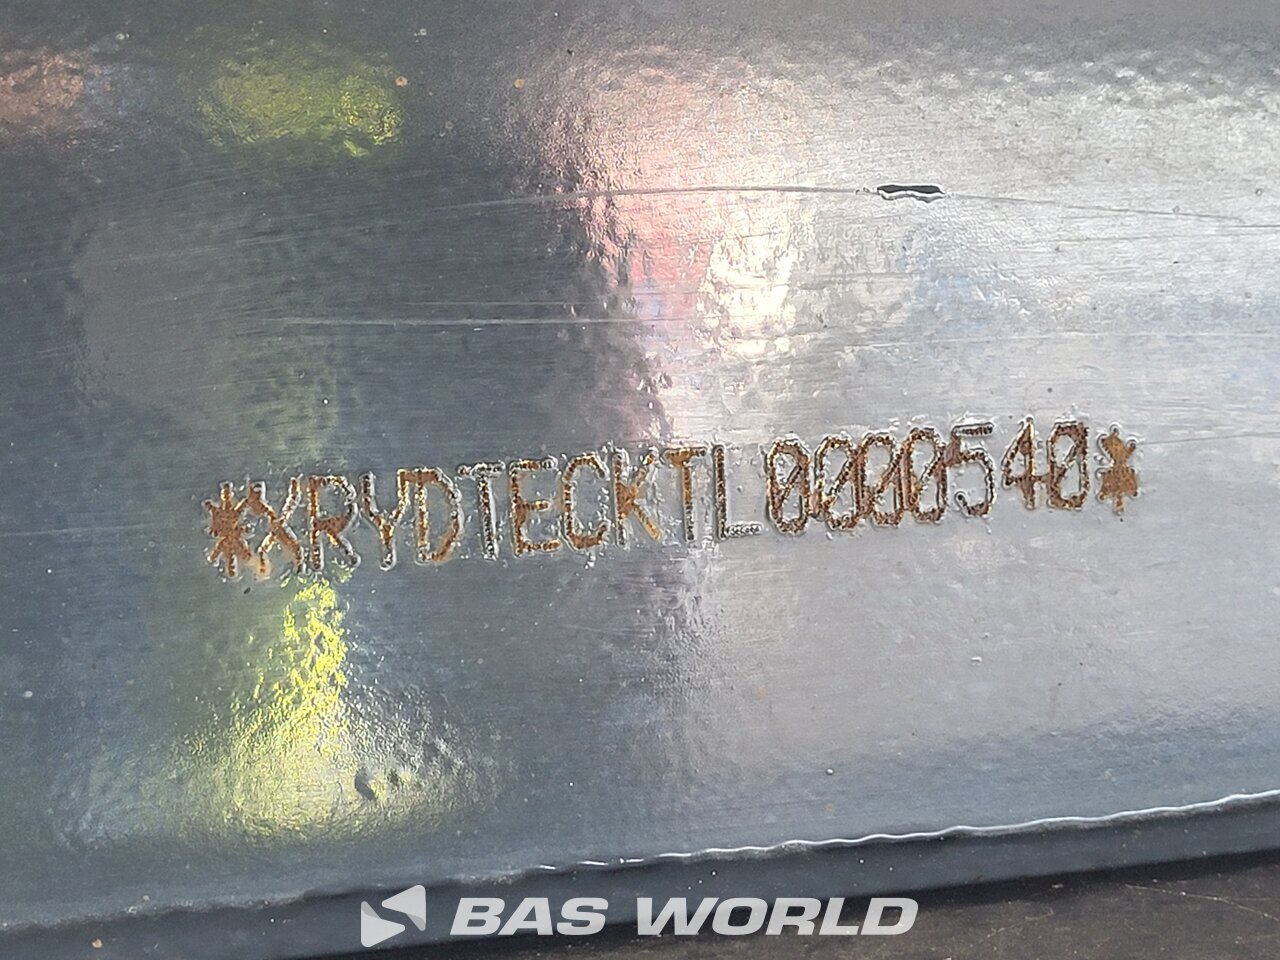 *XRYDTECKTL0000540*
BAS WORLD